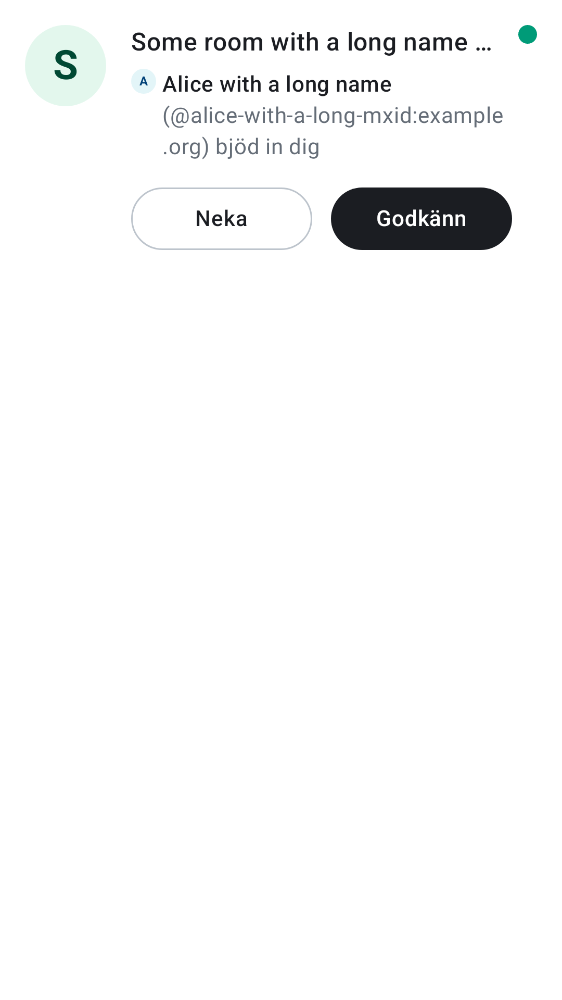 S
Some room with a long name …
A
Alice with a long name
(@alice-with-a-long-mxid:example
.org) bjöd in dig
Neka
Godkänn